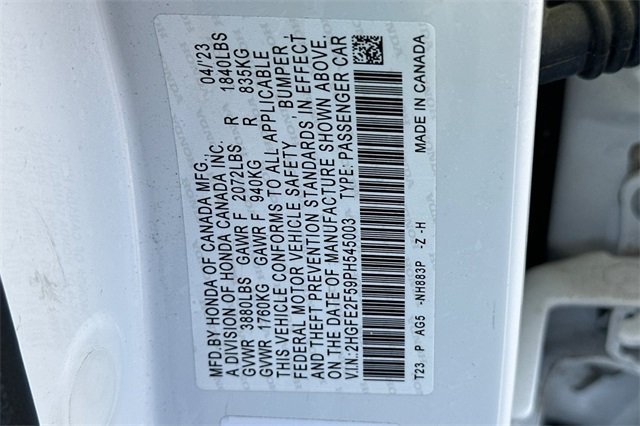 MFD.BY HONDA OF CANADA MFG., 04/'23
A DIVISION OF HONDA CANADA INC.
GVWR 3880LBS GAWR F 2072LBS R 1840LBS
GVWR 1760KG GAWR F 940KG R 835KG
THIS VEHICLE CONFORMS TO ALL APPLICABLE
FEDERAL MOTOR VEHICLE SAFETY, BUMPER,
AND THEFT PREVENTION STANDARDS IN EFFECT
ON THE DATE OF MANUFACTURE SHOWN ABOVE.
V.I.N:2HGFE2F59PH545003 TYPE: PASSENGER CAR
T23 P AG5 -NH883P -Z -H MADE IN CANADA